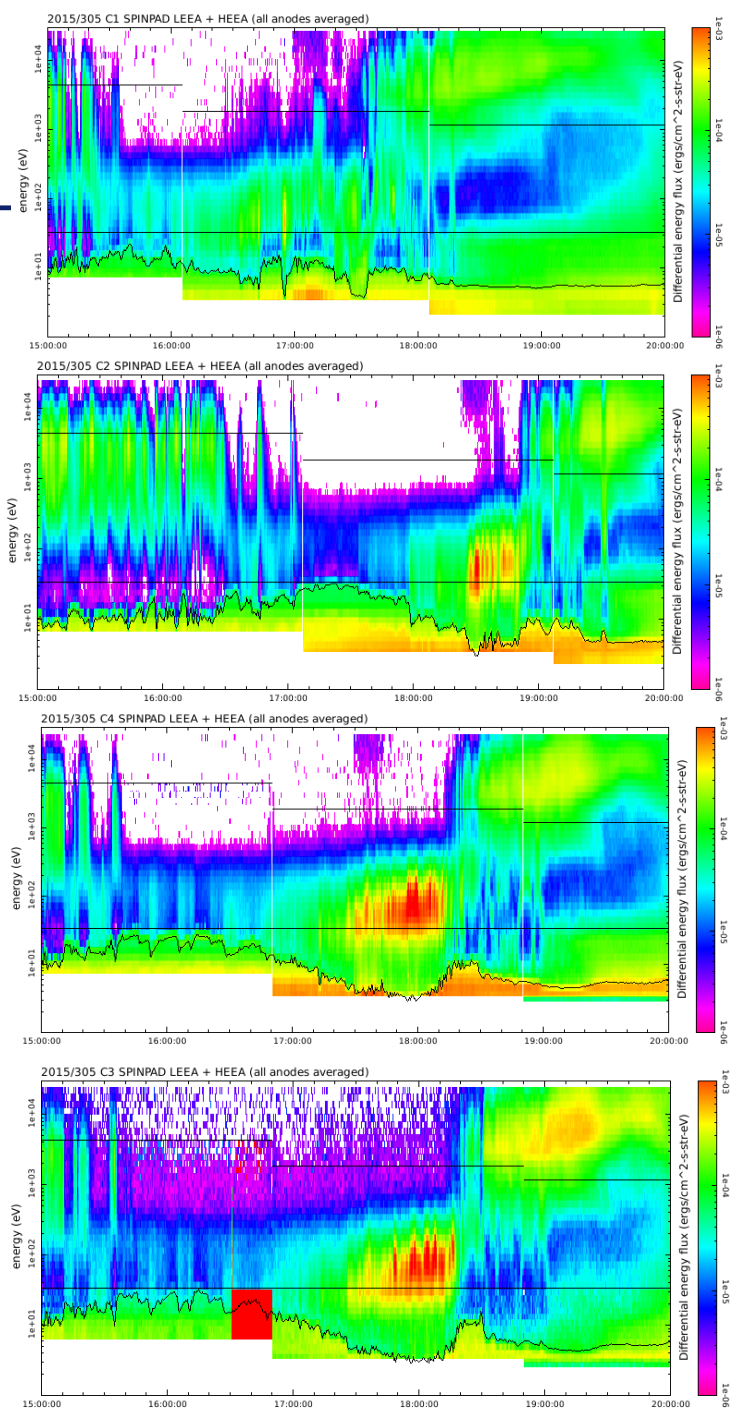 2015/305 C1 SPINPAD LEEA + HEEA (all anodes averaged)
energy (eV)
1e+04
1e+03
1e+02
1e+01
15:00:00 16:00:00 17:00:00 18:00:00 19:00:00 20:00:00
Differential energy flux (ergs/cm^2-s-str-eV)
1e-03
1e-04
1e-05
1e-06
2015/305 C2 SPINPAD LEEA + HEEA (all anodes averaged)
energy (eV)
1e+04
1e+03
1e+02
1e+01
15:00:00 16:00:00 17:00:00 18:00:00 19:00:00 20:00:00
Differential energy flux (ergs/cm^2-s-str-eV)
1e-03
1e-04
1e-05
1e-06
2015/305 C4 SPINPAD LEEA + HEEA (all anodes averaged)
energy (eV)
1e+04
1e+03
1e+02
1e+01
15:00:00 16:00:00 17:00:00 18:00:00 19:00:00 20:00:00
Differential energy flux (ergs/cm^2-s-str-eV)
1e-03
1e-04
1e-05
1e-06
2015/305 C3 SPINPAD LEEA + HEEA (all anodes averaged)
energy (eV)
1e+04
1e+03
1e+02
1e+01
15:00:00 16:00:00 17:00:00 18:00:00 19:00:00 20:00:00
Differential energy flux (ergs/cm^2-s-str-eV)
1e-03
1e-04
1e-05
1e-06